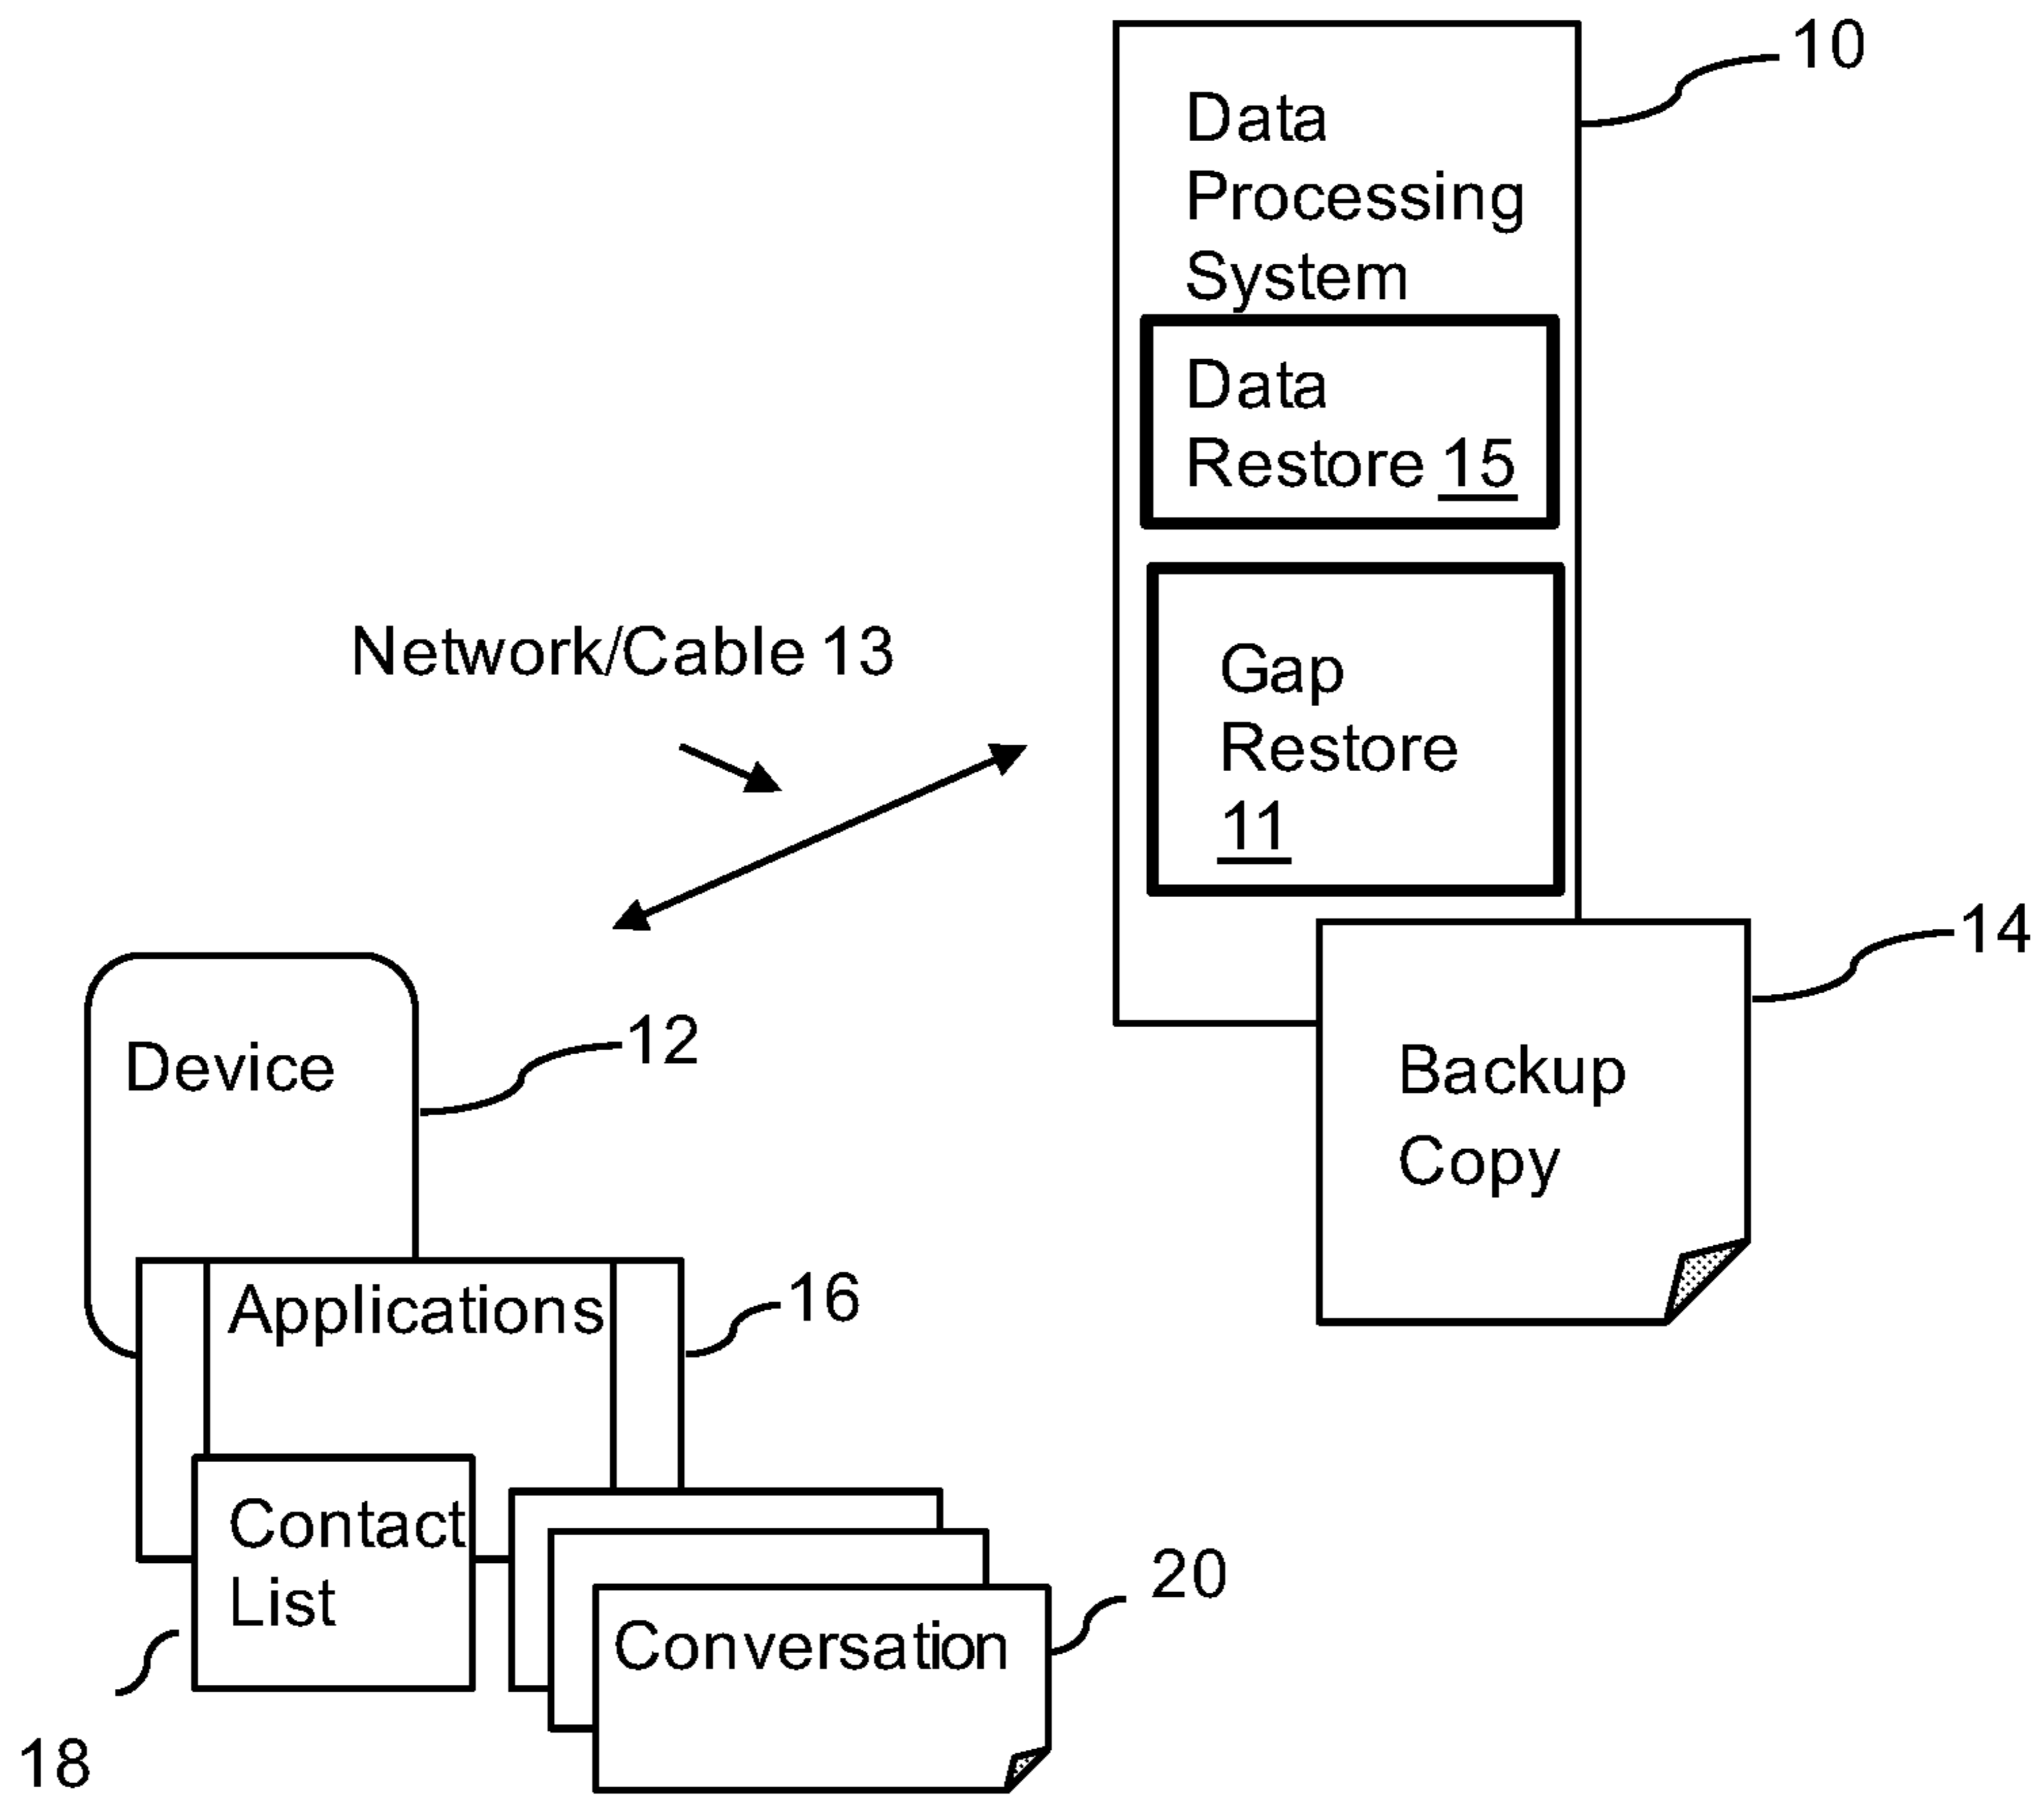 10
Data
Processing
System
Data
Restore 15
Network/Cable 13
Gap
Restore
11
14
Device
12
Backup
Copy
Applications
16
Contact
List
20
Conversation
18